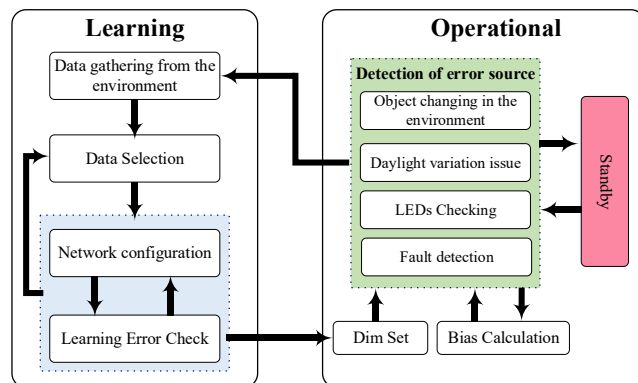 Learning
Data gathering from the
environment
Data Selection
Network configuration
Learning Error Check
Operational
Detection of error source
Object changing in the
environment
Daylight variation issue
LEDs Checking
Fault detection
Standby
Dim Set
Bias Calculation